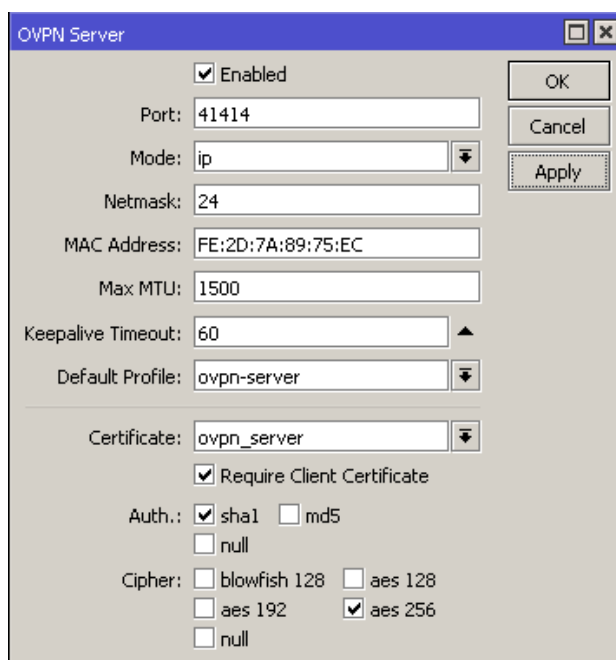 OVPN Server
Enabled
OK
Port: 41414
Cancel
Mode: ip
Apply
Netmask: 24
MAC Address: FE:2D:7A:89:75:EC
Max MTU: 1500
Keepalive Timeout: 60
Default Profile: ovpn-server
Certificate: ovpn_server
Require Client Certificate
Auth.: sha1 md5
null
Cipher: blowfish 128 aes 128
aes 192 aes 256
null